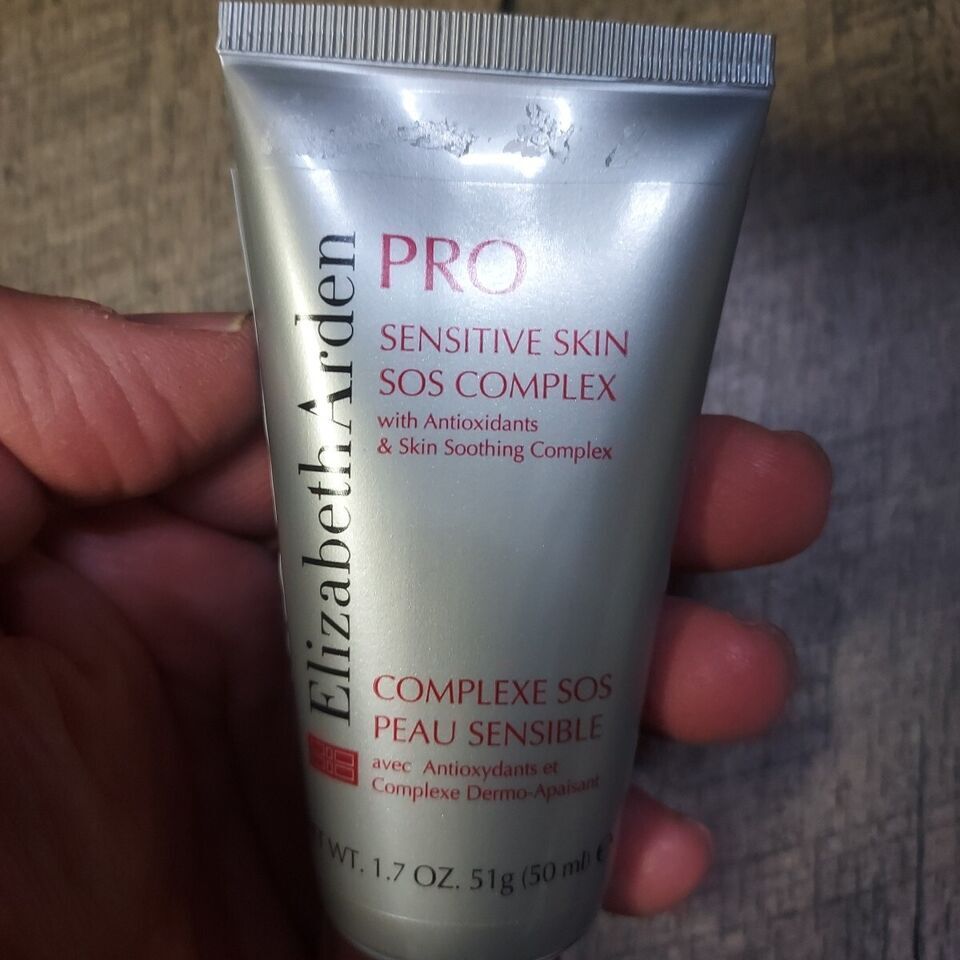 Elizabeth Arden
PRO
SENSITIVE SKIN
SOS COMPLEX
with Antioxidants
& Skin Soothing Complex
COMPLEXE SOS
PEAU SENSIBLE
avec Antioxydants et
Complexe Dermo-Apaisant
WT. 1.7 OZ. 51g (50 ml) e